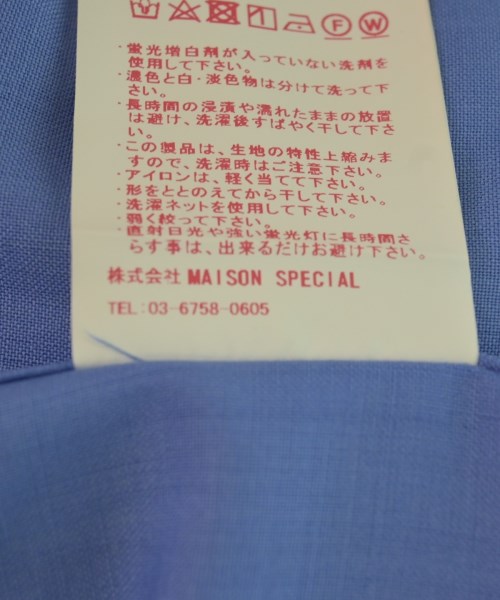 F W
・蛍光増白剤が入っていない洗剤を
使用して下さい。
・濃色と白・淡色物は分けて洗って下
さい。
・長時間の浸漬や濡れたままの放置
は避け、洗濯後すばやく干して下さ
い。
・この製品は、生地の特性上縮みま
すので、洗濯時はご注意下さい。
・アイロンは、軽く当てて下さい。
・形をととのえてから干して下さい。
・洗濯ネットを使用して下さい。
・弱く絞って下さい。
・直射日光や強い蛍光灯に長時間さ
らす事は、出来るだけお避け下さい。
株式会社 MAISON SPECIAL
TEL:03-6758-0605